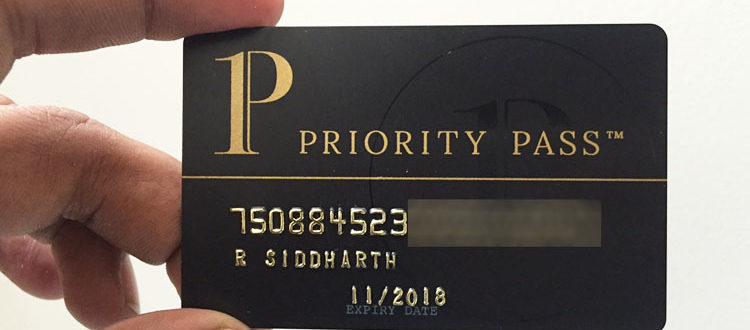 P
PRIORITY PASS™
750884523
R SIDDHARTH
11/2018
EXPIRY DATE